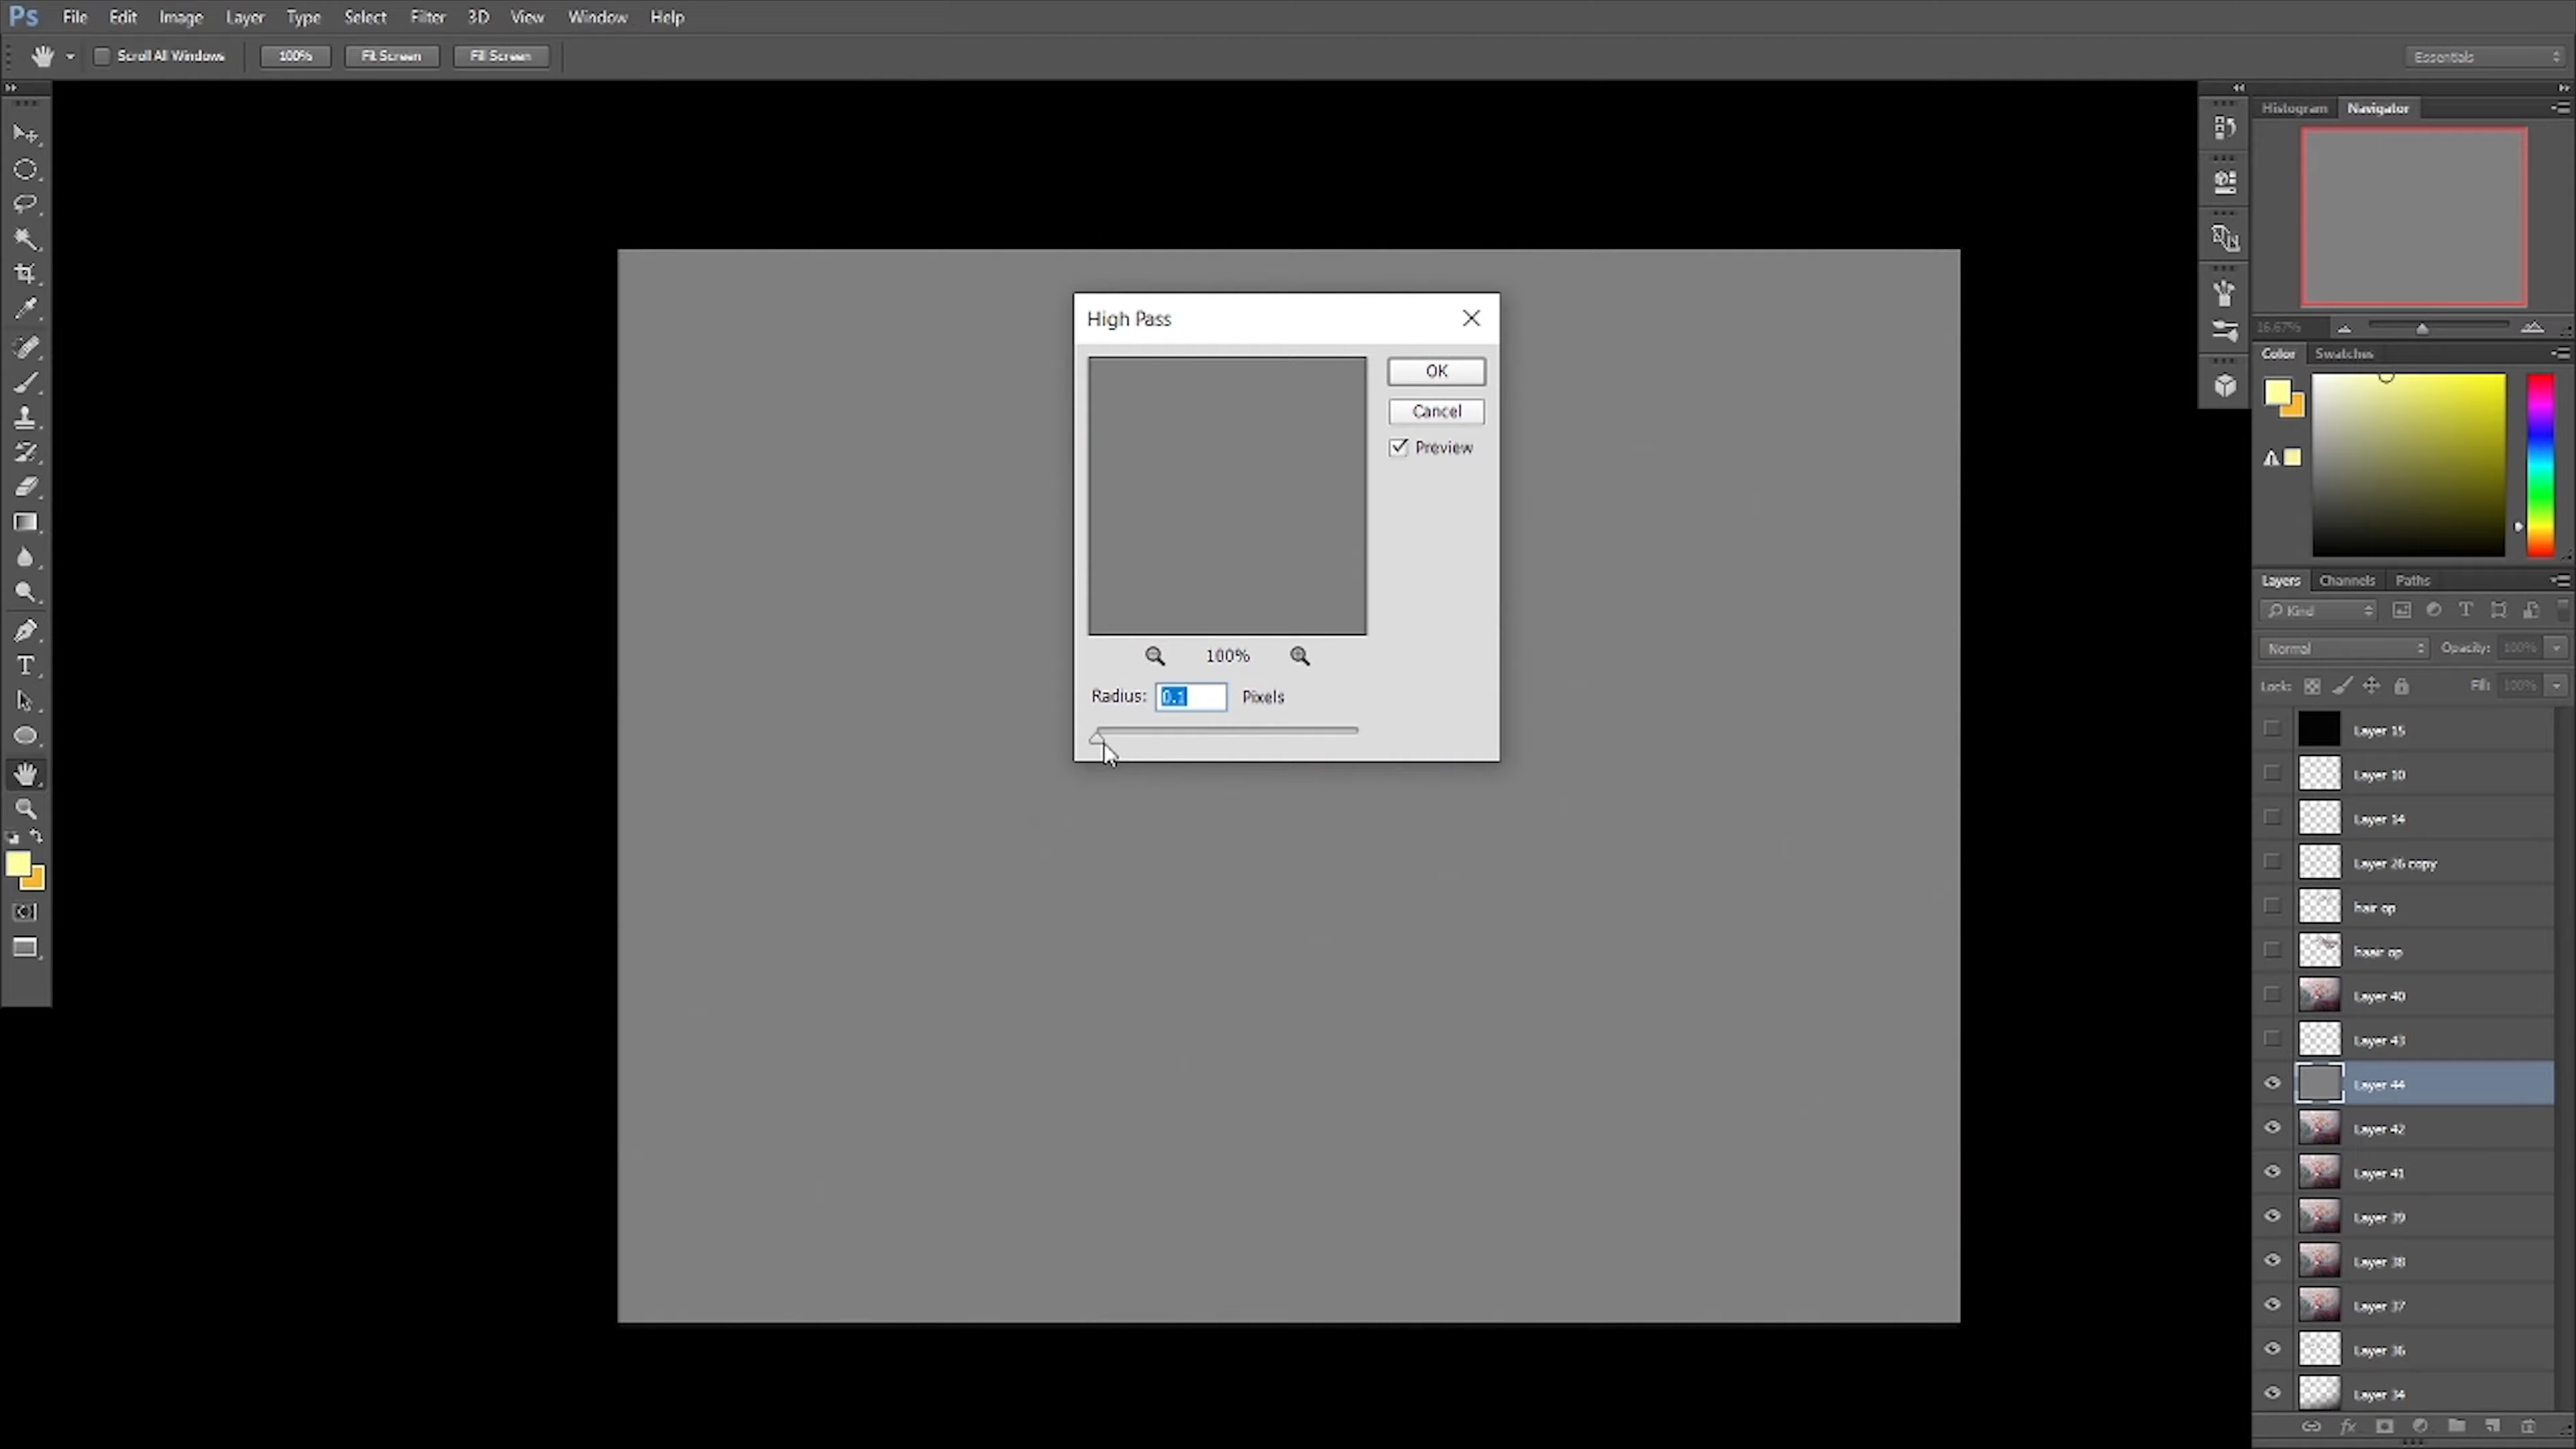 Ps File Edit Image Layer Type Select Filter 3D View Window Help
Scroll All Windows 100% Fit Screen Fill Screen Essentials
Histogram Navigator
16.67%
Color Swatches
High Pass
OK
Cancel
Preview
100%
Radius: 0.1 Pixels
Layers Channels Paths
Kind
Normal Opacity: 100%
Lock: Fill: 100%
Layer 15
Layer 10
Layer 14
Layer 26 copy
hair op
haair op
Layer 40
Layer 43
Layer 44
Layer 42
Layer 41
Layer 39
Layer 38
Layer 37
Layer 36
Layer 34
fx